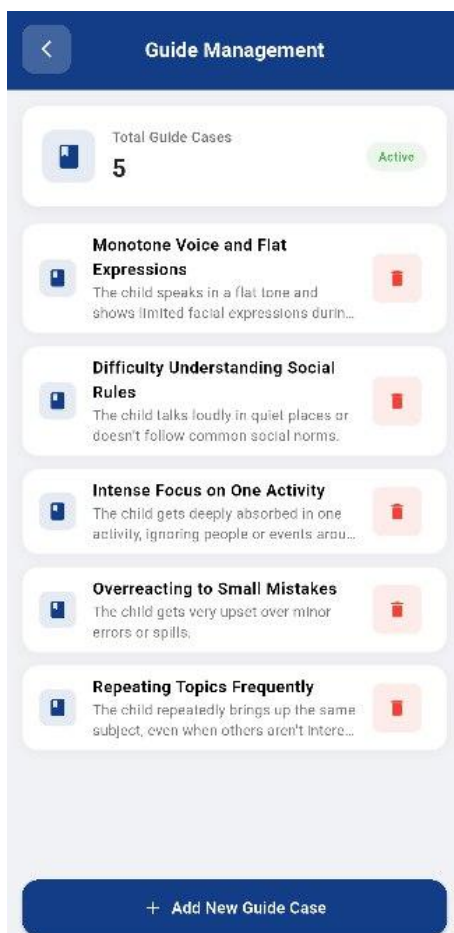 Guide Management
Total Guide Cases
5
Active
Monotone Voice and Flat
Expressions
The child speaks in a flat tone and
shows limited facial expressions durin...
Difficulty Understanding Social
Rules
The child talks loudly in quiet places or
doesn't follow common social norms.
Intense Focus on One Activity
The child gets deeply absorbed in one
activity, ignoring people or events arou...
Overreacting to Small Mistakes
The child gets very upset over minor
errors or spills.
Repeating Topics Frequently
The child repeatedly brings up the same
subject, even when others aren't intere...
+ Add New Guide Case